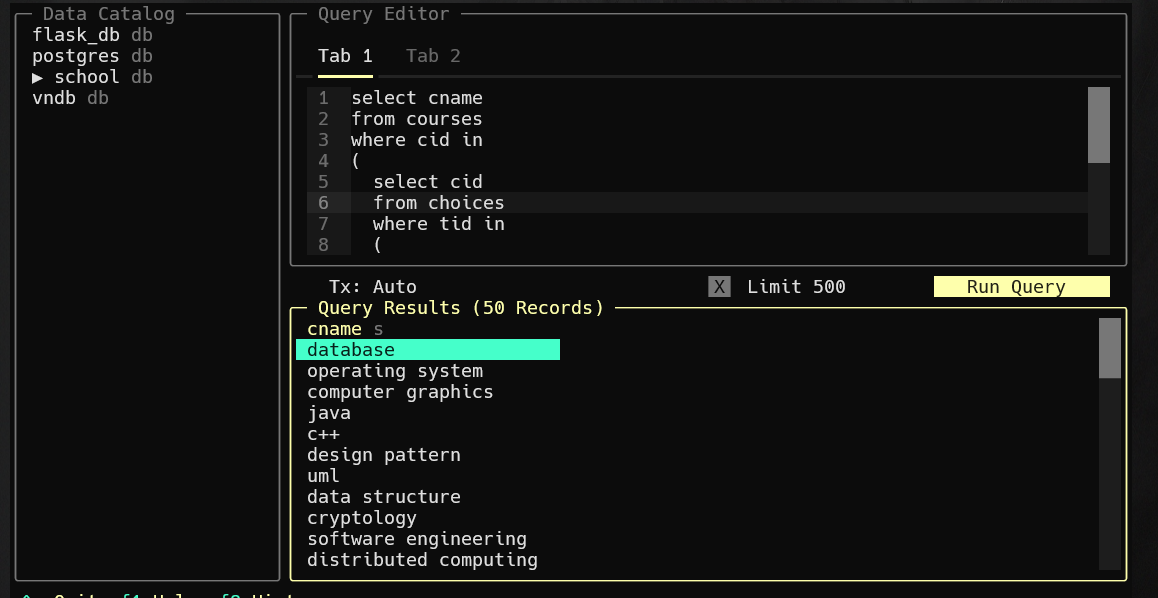 Data Catalog
flask_db db
postgres db
▶ school db
vndb db
Query Editor
Tab 1 Tab 2
1 select cname
2 from courses
3 where cid in
4 (
5 select cid
6 from choices
7 where tid in
8 (
Tx: Auto X Limit 500 Run Query
Query Results (50 Records)
cname s
database
operating system
computer graphics
java
c++
design pattern
uml
data structure
cryptology
software engineering
distributed computing